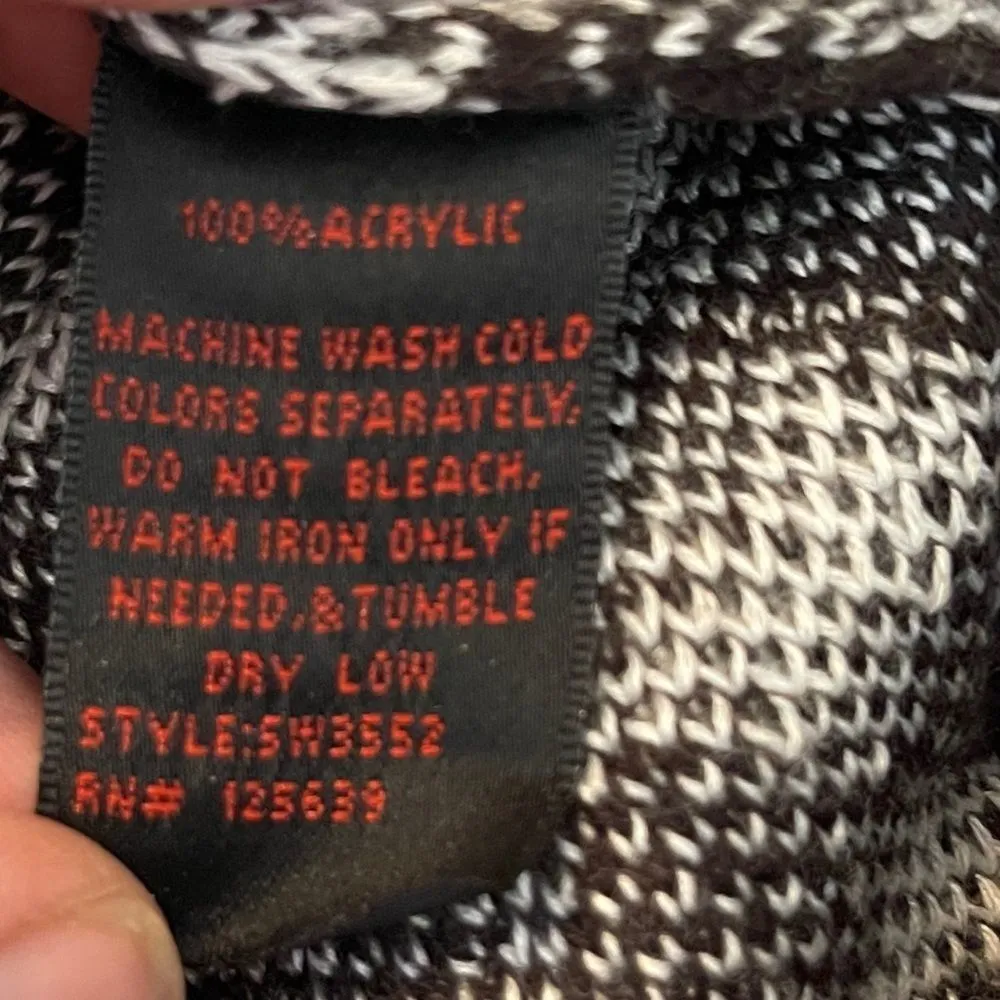 100%ACRYLIC
MACHINE WASH COLD
COLORS SEPARATELY.
DO NOT BLEACH.
WARM IRON ONLY IF
NEEDED.&TUMBLE
DRY LOW
STYLE:SW3552
RN# 125639